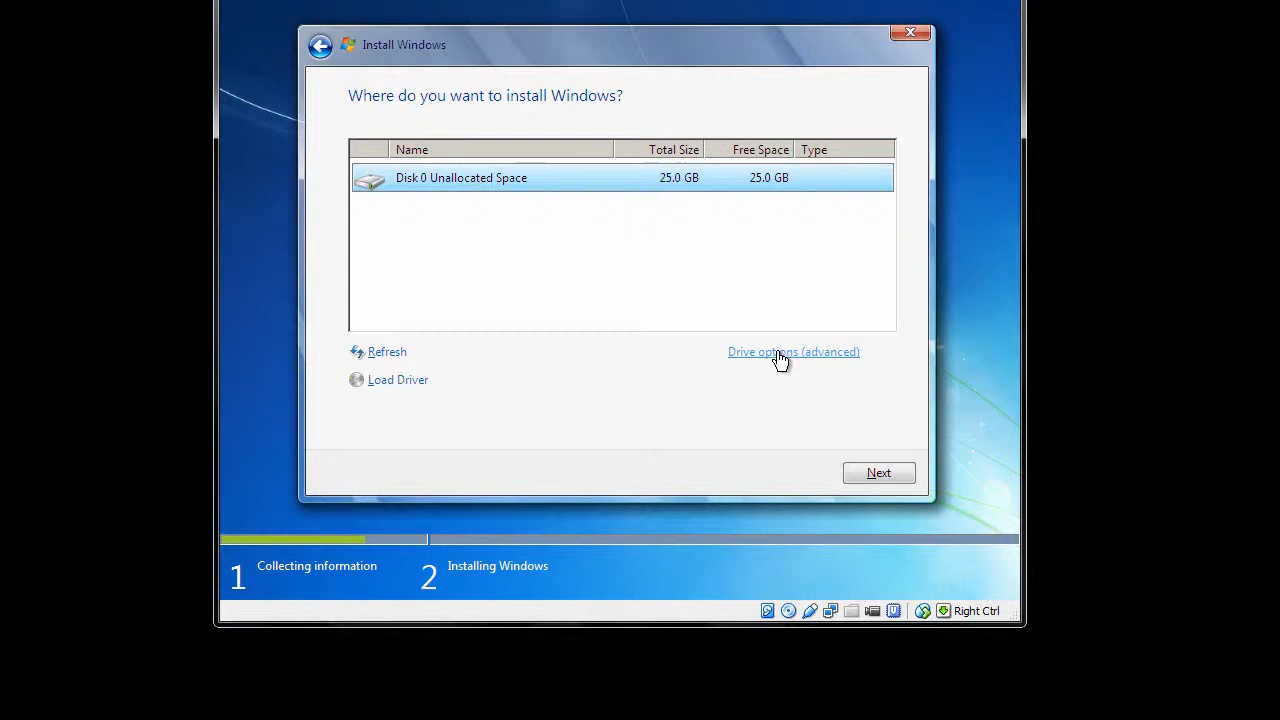 Install Windows
Where do you want to install Windows?
Name Total Size Free Space Type
Disk 0 Unallocated Space 25.0 GB 25.0 GB
Refresh Drive options (advanced)
Load Driver
Next
1 Collecting information 2 Installing Windows
Right Ctrl